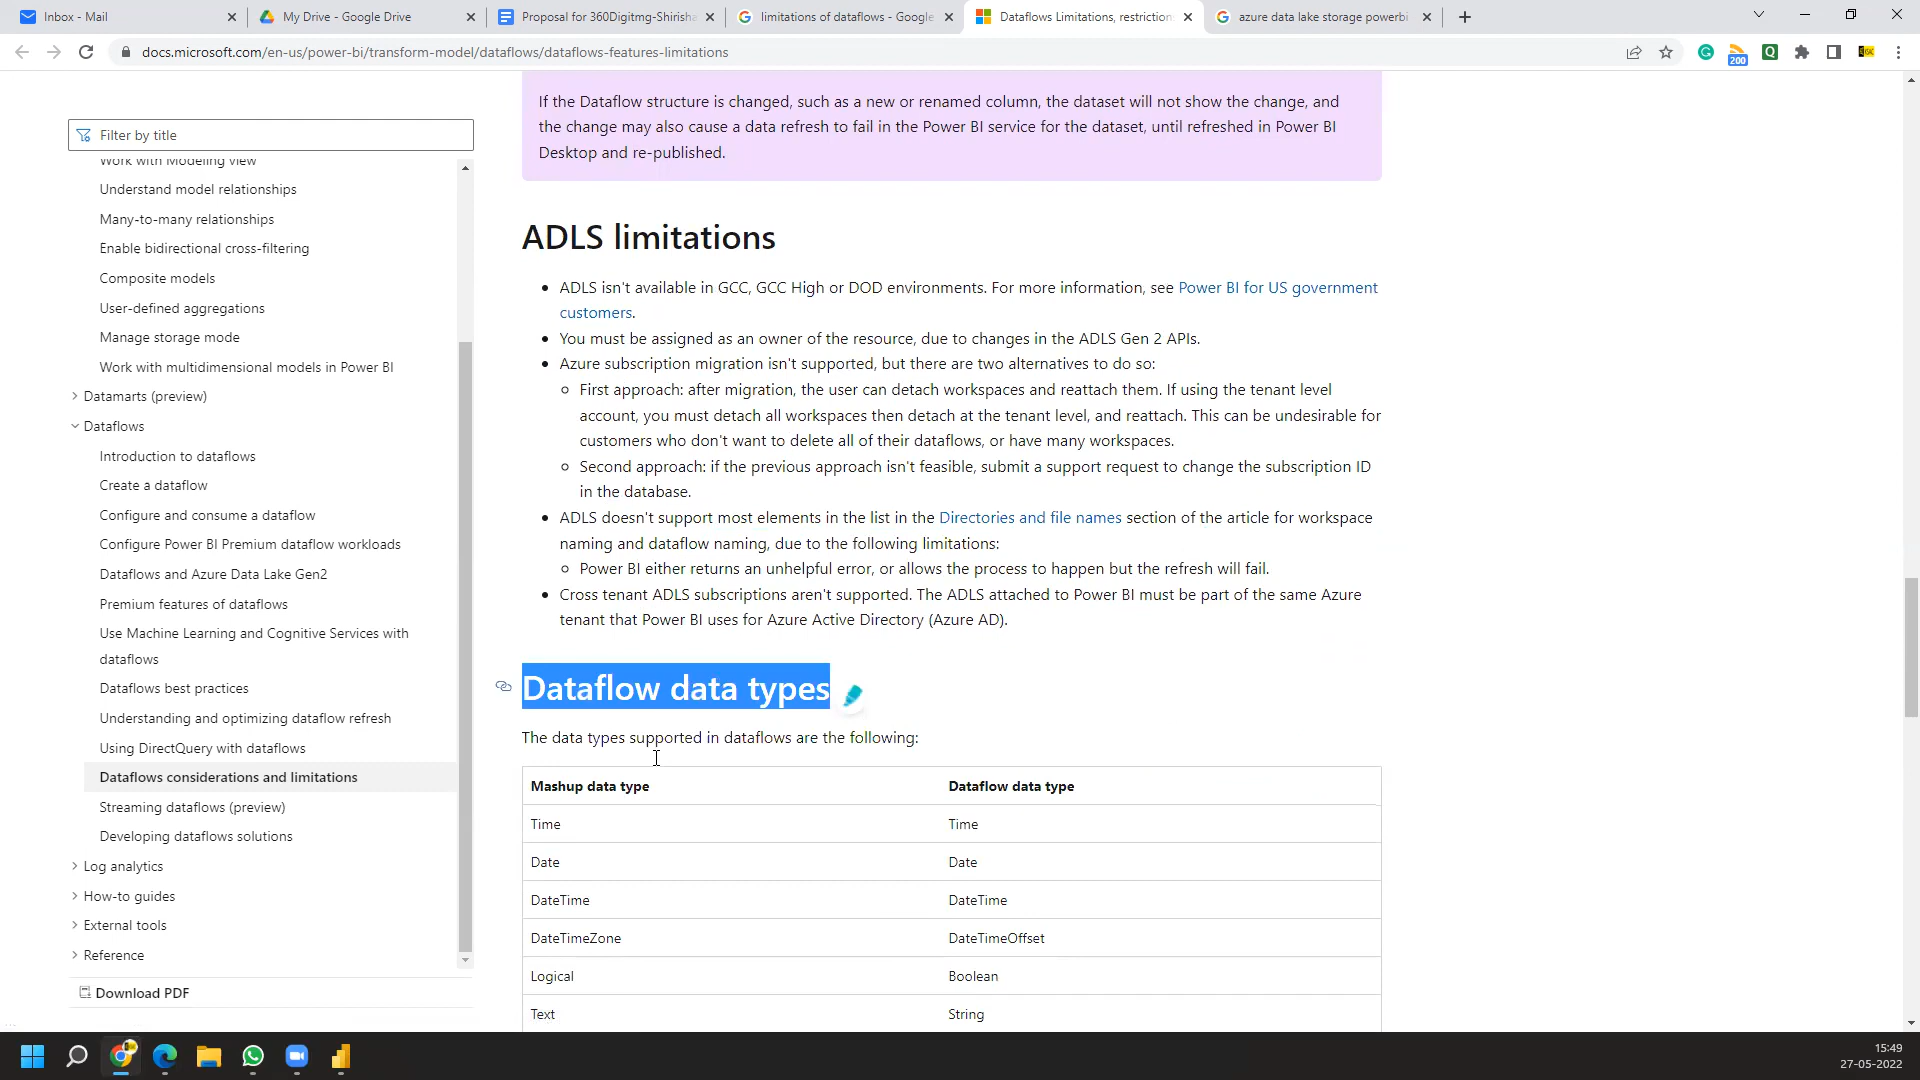 Inbox - Mail
My Drive - Google Drive
Proposal for 360Digitmg-Shirisha
limitations of dataflows - Google
Dataflows Limitations, restriction
azure data lake storage powerbi
docs.microsoft.com/en-us/power-bi/transform-model/dataflows/dataflows-features-limitations
200
Filter by title
Work with Modeling view
Understand model relationships
Many-to-many relationships
Enable bidirectional cross-filtering
Composite models
User-defined aggregations
Manage storage mode
Work with multidimensional models in Power BI
Datamarts (preview)
Dataflows
Introduction to dataflows
Create a dataflow
Configure and consume a dataflow
Configure Power BI Premium dataflow workloads
Dataflows and Azure Data Lake Gen2
Premium features of dataflows
Use Machine Learning and Cognitive Services with
dataflows
Dataflows best practices
Understanding and optimizing dataflow refresh
Using DirectQuery with dataflows
Dataflows considerations and limitations
Streaming dataflows (preview)
Developing dataflows solutions
Log analytics
How-to guides
External tools
Reference
Download PDF
If the Dataflow structure is changed, such as a new or renamed column, the dataset will not show the change, and
the change may also cause a data refresh to fail in the Power BI service for the dataset, until refreshed in Power BI
Desktop and re-published.
ADLS limitations
ADLS isn't available in GCC, GCC High or DOD environments. For more information, see Power BI for US government
customers.
You must be assigned as an owner of the resource, due to changes in the ADLS Gen 2 APIs.
Azure subscription migration isn't supported, but there are two alternatives to do so:
First approach: after migration, the user can detach workspaces and reattach them. If using the tenant level
account, you must detach all workspaces then detach at the tenant level, and reattach. This can be undesirable for
customers who don't want to delete all of their dataflows, or have many workspaces.
Second approach: if the previous approach isn't feasible, submit a support request to change the subscription ID
in the database.
ADLS doesn't support most elements in the list in the Directories and file names section of the article for workspace
naming and dataflow naming, due to the following limitations:
Power BI either returns an unhelpful error, or allows the process to happen but the refresh will fail.
Cross tenant ADLS subscriptions aren't supported. The ADLS attached to Power BI must be part of the same Azure
tenant that Power BI uses for Azure Active Directory (Azure AD).
Dataflow data types
The data types supported in dataflows are the following:
Mashup data type Dataflow data type
Time Time
Date Date
DateTime DateTime
DateTimeZone DateTimeOffset
Logical Boolean
Text String
15:49
27-05-2022